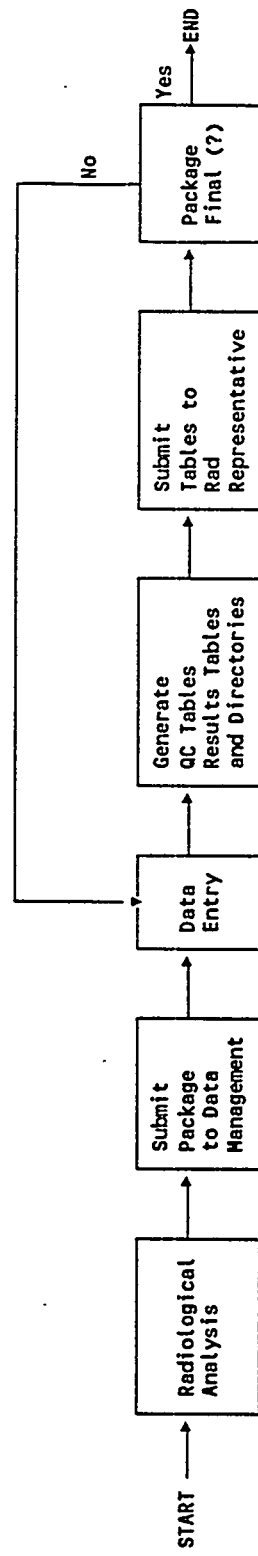 START
Radiological
Analysis
Submit
Package
to Data
Management
Data
Entry
Generate
QC Tables
Results Tables
and Directories
Submit
Tables to
Rad
Representative
Package
Final (?)
No
Yes
END